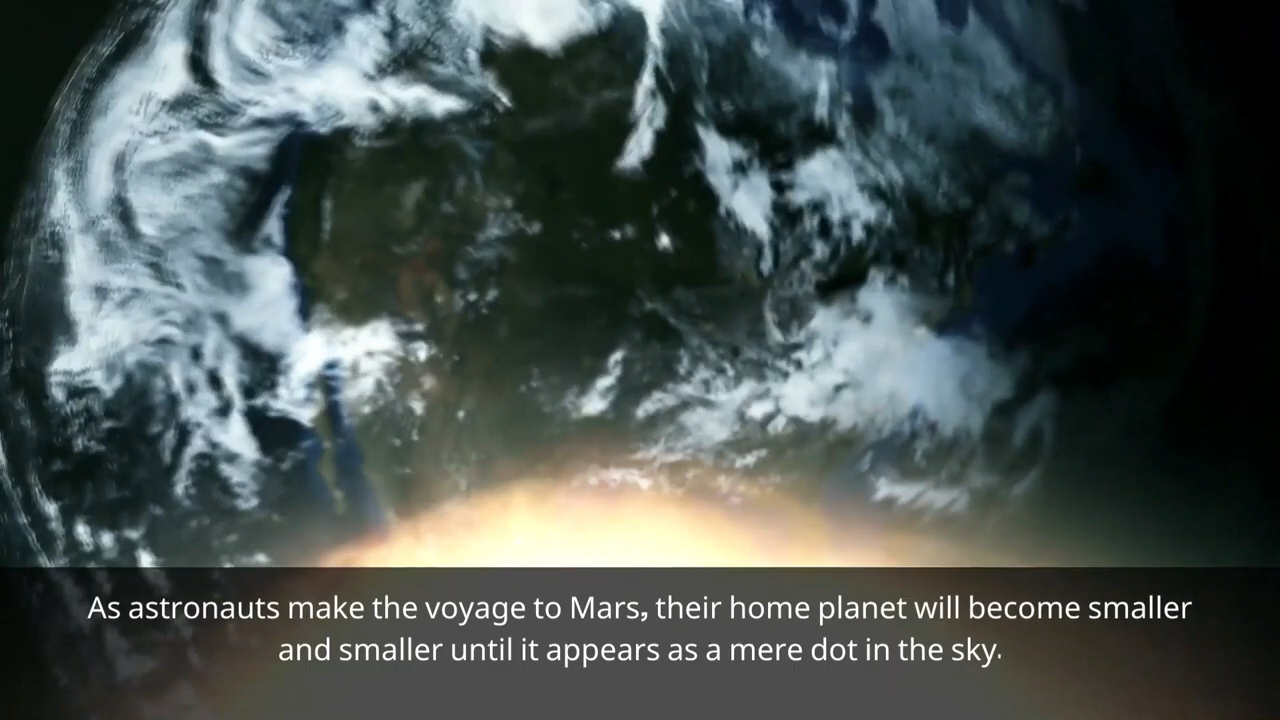 As astronauts make the voyage to Mars, their home planet will become smaller
and smaller until it appears as a mere dot in the sky.